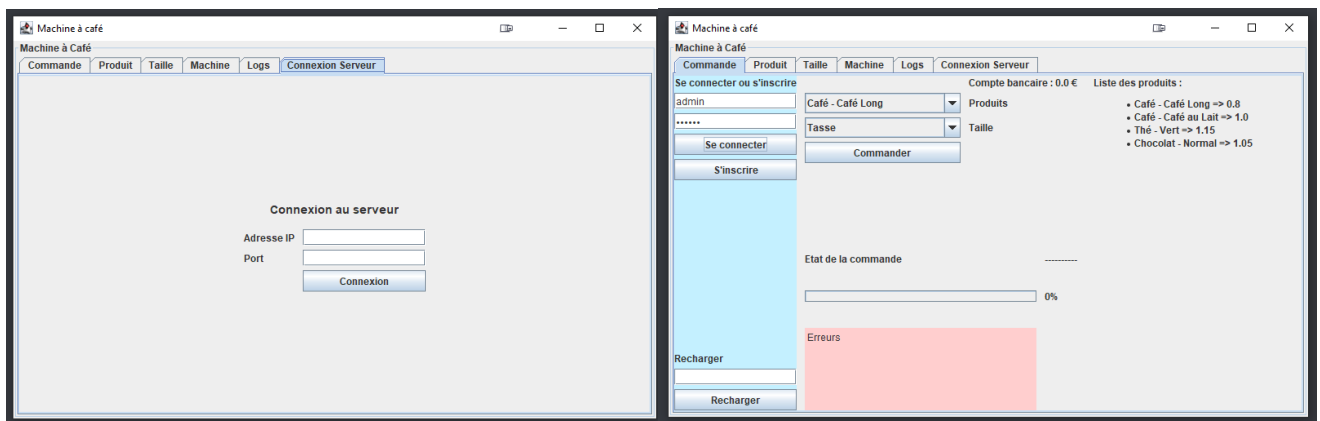 Machine à café
Machine à Café
Commande Produit Taille Machine Logs Connexion Serveur
Connexion au serveur
Adresse IP
Port
Connexion
Machine à café
Machine à Café
Commande Produit Taille Machine Logs Connexion Serveur
Se connecter ou s'inscrire
admin
••••••
Se connecter
S'inscrire
Recharger
Recharger
Café - Café Long
Produits
Tasse
Taille
Commander
Compte bancaire : 0.0 €
Liste des produits :
• Café - Café Long => 0.8
• Café - Café au Lait => 1.0
• Thé - Vert => 1.15
• Chocolat - Normal => 1.05
Etat de la commande ----------
0%
Erreurs